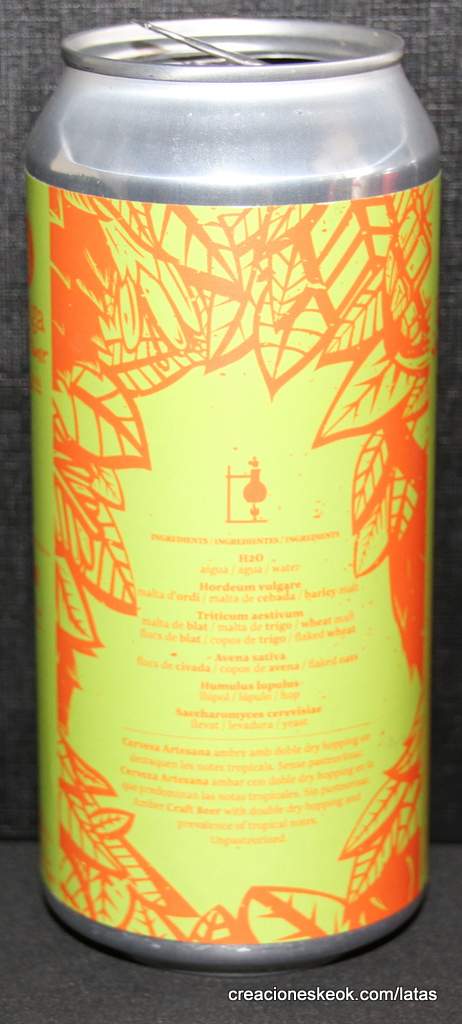 INGREDIENTS / INGREDIENTES / INGREDIENTS
H2O
aigua / agua / water
Hordeum vulgare
malta d'ordi / malta de cebada / barley malt
Triticum aestivum
malta de blat / malta de trigo / wheat malt
flocs de blat / copos de trigo / flaked wheat
Avena sativa
flocs de civada / copos de avena / flaked oats
Humulus lupulus
llúpol / lúpulo / hop
Saccharomyces cerevisiae
llevat / levadura / yeast
Cerveza Artesana ambre amb doble dry hopping on
destaquen les notes tropicals. Sense pasteuritzar.
Cerveza Artesana ambar con doble dry hopping en la
que predominan las notas tropicales. Sin pasteurizar.
Amber Craft Beer with double dry hopping and
prevalence of tropical notes.
Unpasteurized.
creacioneskeok.com/latas